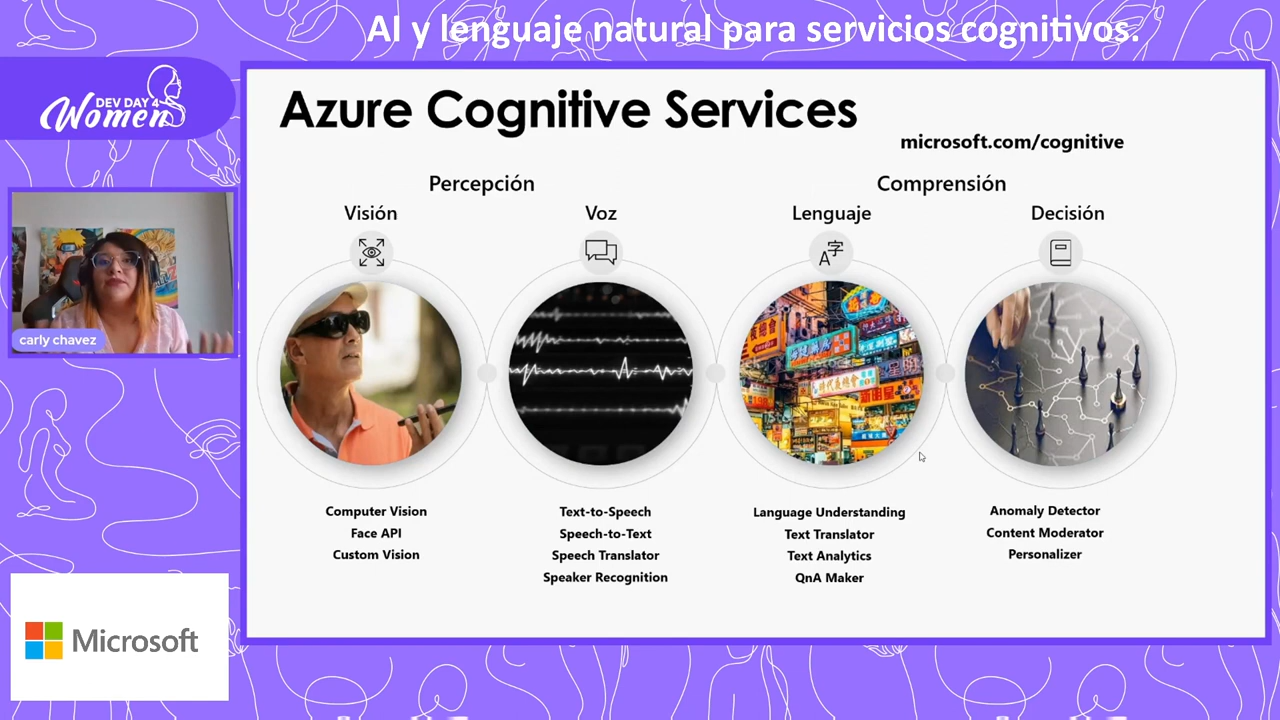 AI y lenguaje natural para servicios cognitivos.
DEV DAY 4
Women
carly chavez
Microsoft
Azure Cognitive Services
microsoft.com/cognitive
Percepción
Comprensión
Visión
Voz
Lenguaje
Decisión
A字
Computer Vision
Face API
Custom Vision
Text-to-Speech
Speech-to-Text
Speech Translator
Speaker Recognition
Language Understanding
Text Translator
Text Analytics
QnA Maker
Anomaly Detector
Content Moderator
Personalizer